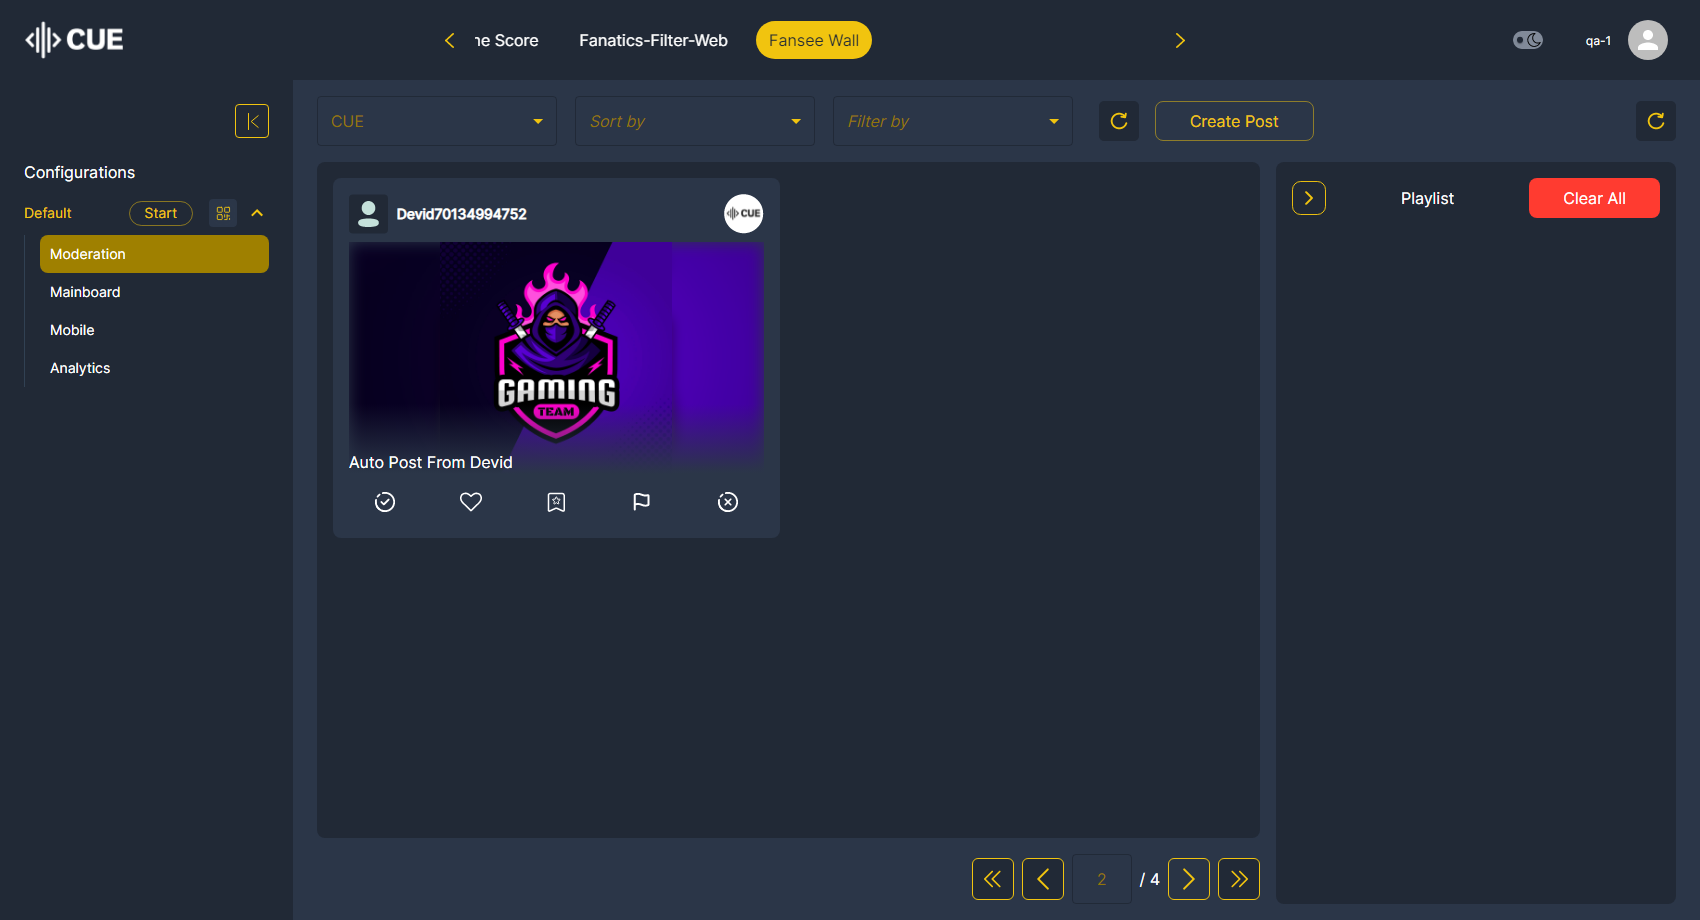 CUE
ne Score
Fanatics-Filter-Web
Fansee Wall
qa-1
Configurations
Default
Start
Moderation
Mainboard
Mobile
Analytics
CUE
Sort by
Filter by
Create Post
Devid70134994752
CUE
GAMING
TEAM
Auto Post From Devid
Playlist
Clear All
2
/ 4